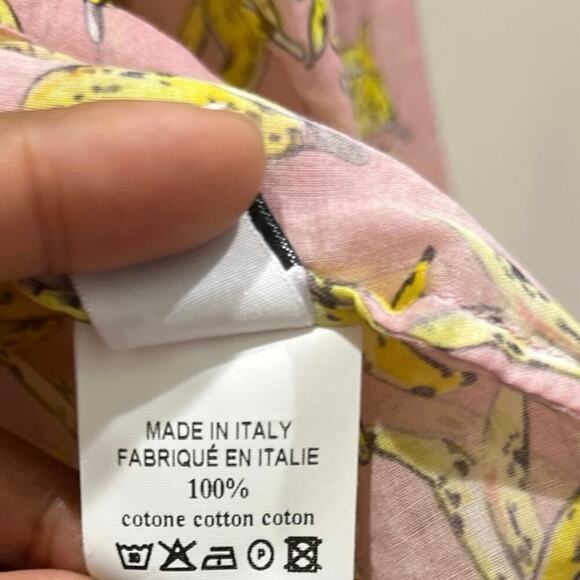 MADE IN ITALY
FABRIQUÉ EN ITALIE
100%
cotone cotton coton
P